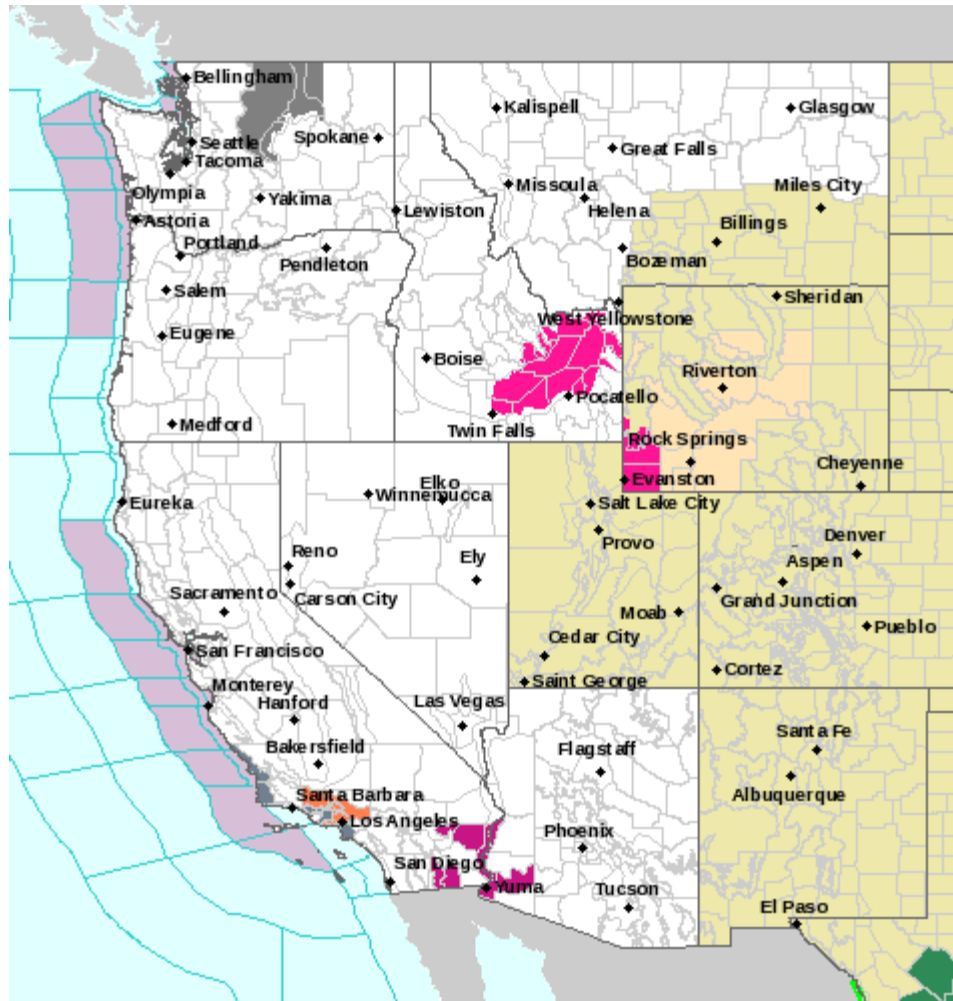 Bellingham
Kalispell
Glasgow
Seattle
Spokane
Great Falls
Tacoma
Olympia
Yakima
Lewiston
Missoula
Helena
Miles City
Astoria
Portland
Pendleton
Bozeman
Billings
Salem
Sheridan
Eugene
West Yellowstone
Boise
Riverton
Pocatello
Medford
Twin Falls
Rock Springs
Cheyenne
Elko
Evanston
Eureka
Winnemucca
Salt Lake City
Provo
Denver
Reno
Ely
Aspen
Sacramento
Carson City
Moab
Grand Junction
Pueblo
San Francisco
Cedar City
Cortez
Monterey
Saint George
Hanford
Las Vegas
Bakersfield
Flagstaff
Santa Fe
Albuquerque
Santa Barbara
Los Angeles
Phoenix
San Diego
Yuma
Tucson
El Paso